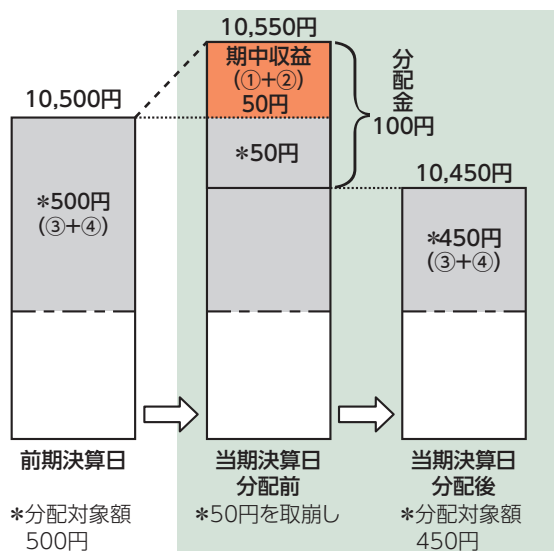 10,550円
期中収益
(①+②)
50円
分配金
100円
10,500円
*50円
10,450円
*500円
(③+④)
*450円
(③+④)
前期決算日
当期決算日
分配前
当期決算日
分配後
*分配対象額
500円
*50円を取崩し
*分配対象額
450円